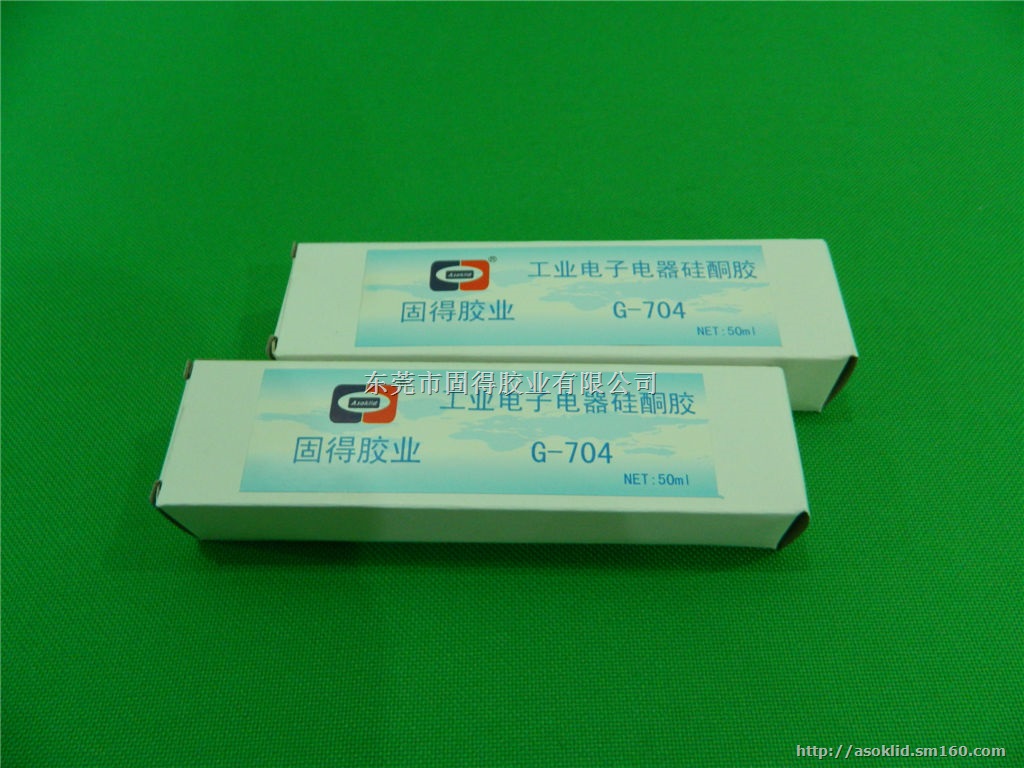 Asoklid
®
工业电子电器硅酮胶
固得胶业
G-704
NET:50ml
东莞市固得胶业有限公司
Asoklid
工业电子电器硅酮胶
固得胶业
G-704
NET:50ml
http://asoklid.sm160.com